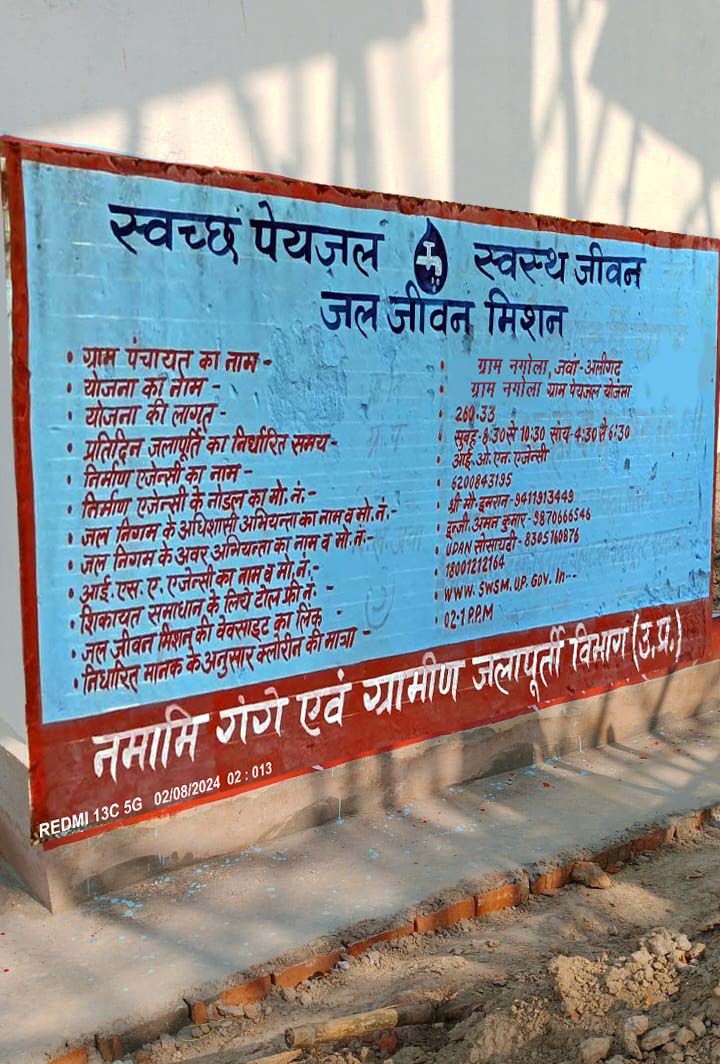 स्वच्छ पेयजल स्वस्थ जीवन
जल जीवन मिशन
• ग्राम पंचायत का नाम - ग्राम नगोला, जवां-अलीगढ़
• योजना का नाम - ग्राम नगोला ग्राम पेयजल योजना
• योजना की लागत - • 260.33
• प्रतिदिन जलापूर्ति का निर्धारित समय - • सुबह-8:30 से 10:30 सांय-4:30 से 6:30
• निर्माण एजेन्सी का नाम - • आई.ओ.एन. एजेन्सी
• निर्माण एजेन्सी के नोडल का मो. नं.- • 6200843195
• जल निगम के अधिशासी अभियन्ता का नाम व मो. नं.- • श्री मौ. इमरान-9411913449
• जल निगम के अवर अभियन्ता का नाम व मो. नं.- • इन्जी. अमन कुमार-9870666546
• आई. एस. ए. एजेन्सी का नाम व मो. नं.- • UDAN सोसायटी-8305160876
• शिकायत समाधान के लिये टोल फ्री नं.- • 18001212164
• जल जीवन मिशन की वेबसाइट का लिंक - • www.SWSM.UP.Gov.In--
• निर्धारित मानक के अनुसार क्लोरीन की मात्रा - • 02.1 P.P.M
नमामि गंगे एवं ग्रामीण जलापूर्ती विभाग (उ.प्र.)
REDMI 13C 5G 02/08/2024 02 : 013